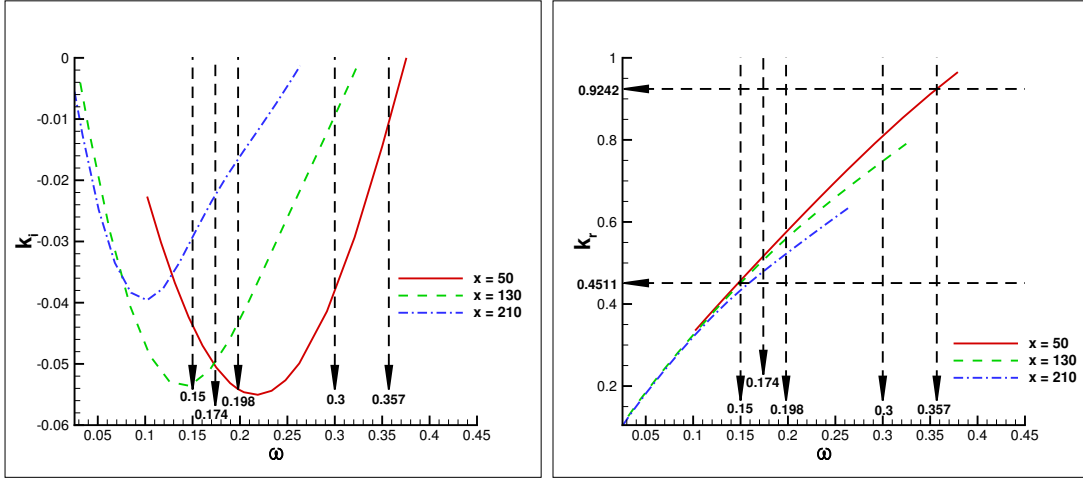 0
-0.01
-0.02
-0.03
-0.04
-0.05
-0.06
k_i
0.05 0.1 0.15 0.2 0.25 0.3 0.35 0.4 0.45
ω
0.15
0.174
0.198
0.3
0.357
x = 50
x = 130
x = 210
1
0.9242
0.8
0.6
0.4511
0.4
0.2
k_r
0.05 0.1 0.15 0.2 0.25 0.3 0.35 0.4 0.45
ω
0.15
0.174
0.198
0.3
0.357
x = 50
x = 130
x = 210